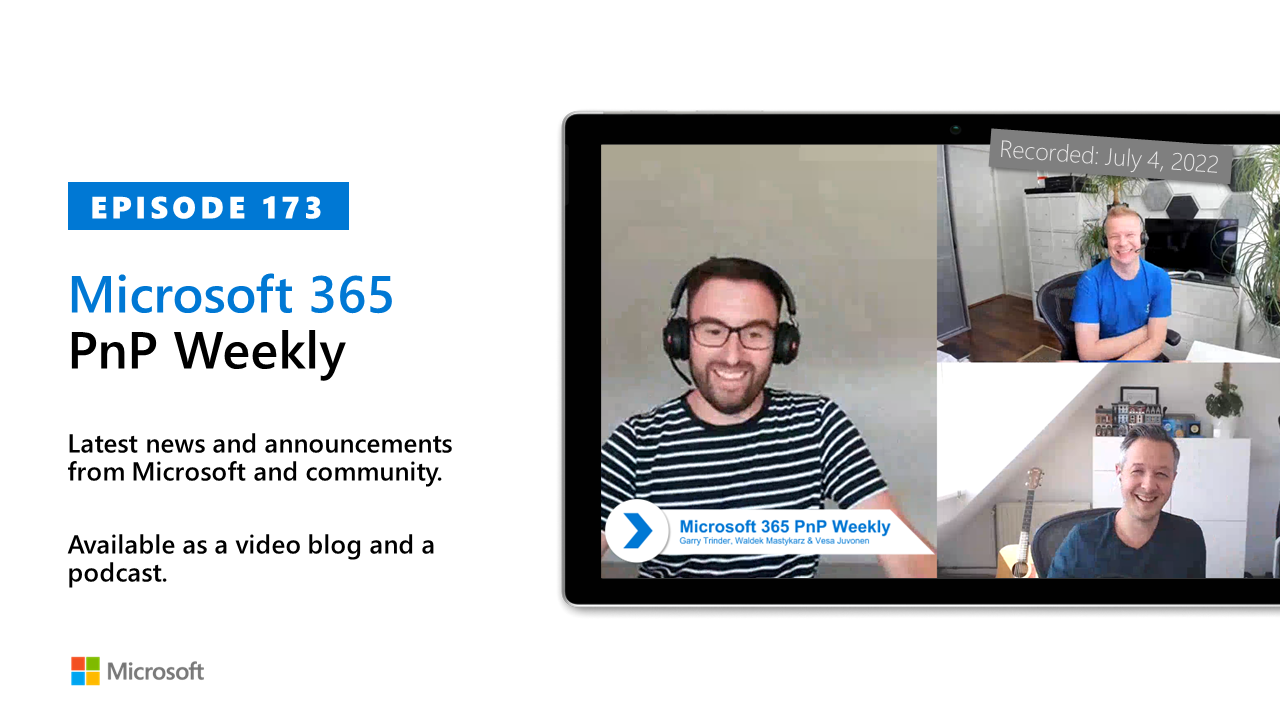 EPISODE 173
Microsoft 365
PnP Weekly
Latest news and announcements
from Microsoft and community.
Available as a video blog and a
podcast.
Microsoft
Recorded: July 4, 2022
Microsoft 365 PnP Weekly
Garry Trinder, Waldek Mastykarz & Vesa Juvonen